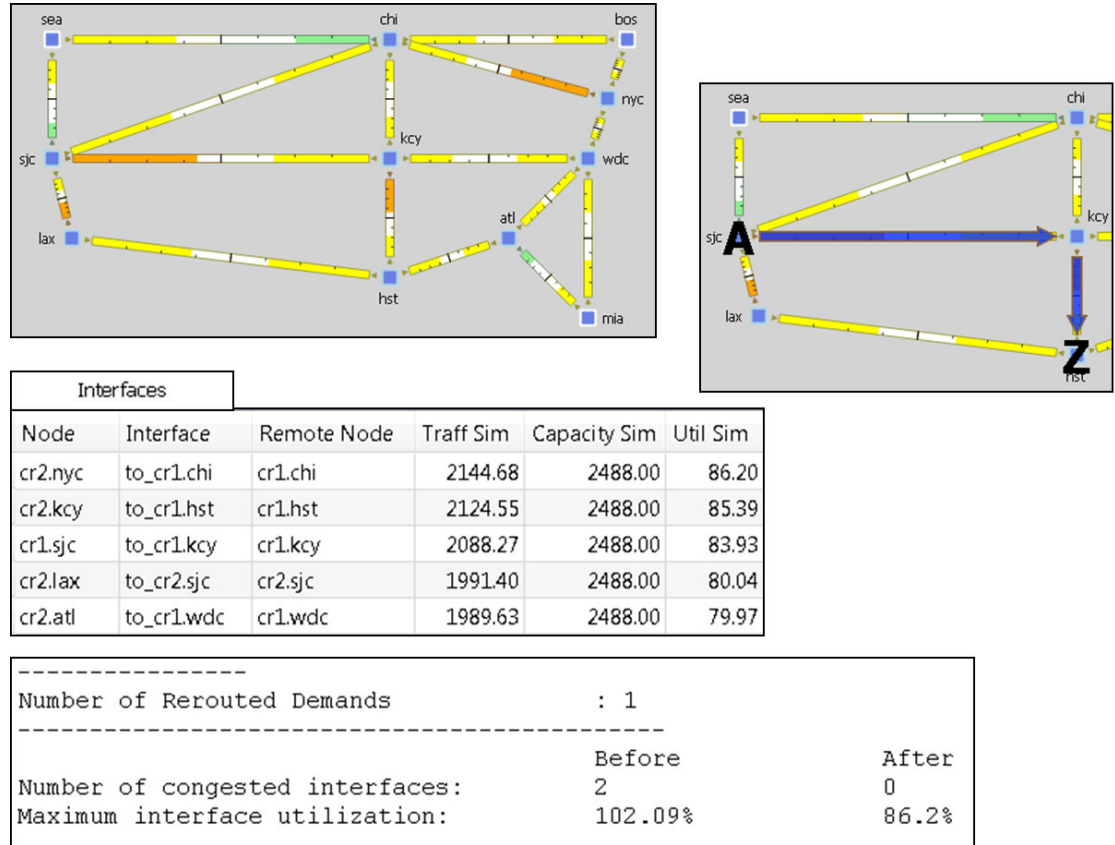 sea chi bos
nyc
sjc kcy wdc
lax atl
hst
mia
sea chi
sjc A kcy
lax
Z
hst
Interfaces
Node Interface Remote Node Traff Sim Capacity Sim Util Sim
cr2.nyc to_cr1.chi cr1.chi 2144.68 2488.00 86.20
cr2.kcy to_cr1.hst cr1.hst 2124.55 2488.00 85.39
cr1.sjc to_cr1.kcy cr1.kcy 2088.27 2488.00 83.93
cr2.lax to_cr2.sjc cr2.sjc 1991.40 2488.00 80.04
cr2.atl to_cr1.wdc cr1.wdc 1989.63 2488.00 79.97
----------------
Number of Rerouted Demands : 1
---------------------------------------------
Before After
Number of congested interfaces: 2 0
Maximum interface utilization: 102.09% 86.2%